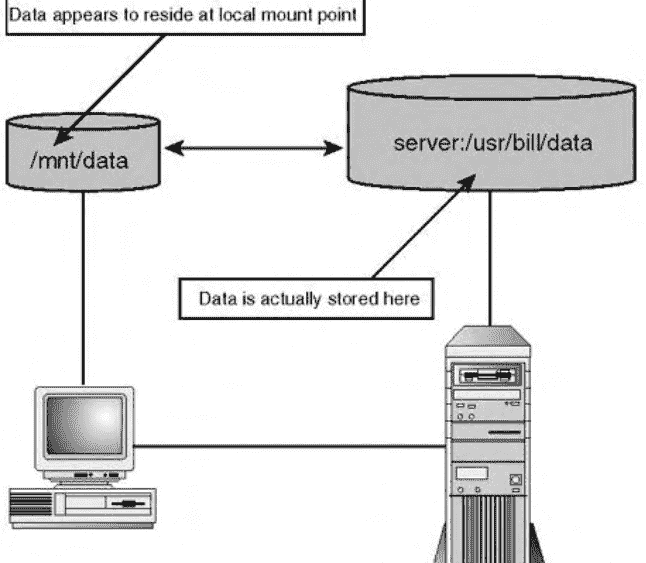 Data appears to reside at local mount point
/mnt/data
server:/usr/bill/data
Data is actually stored here